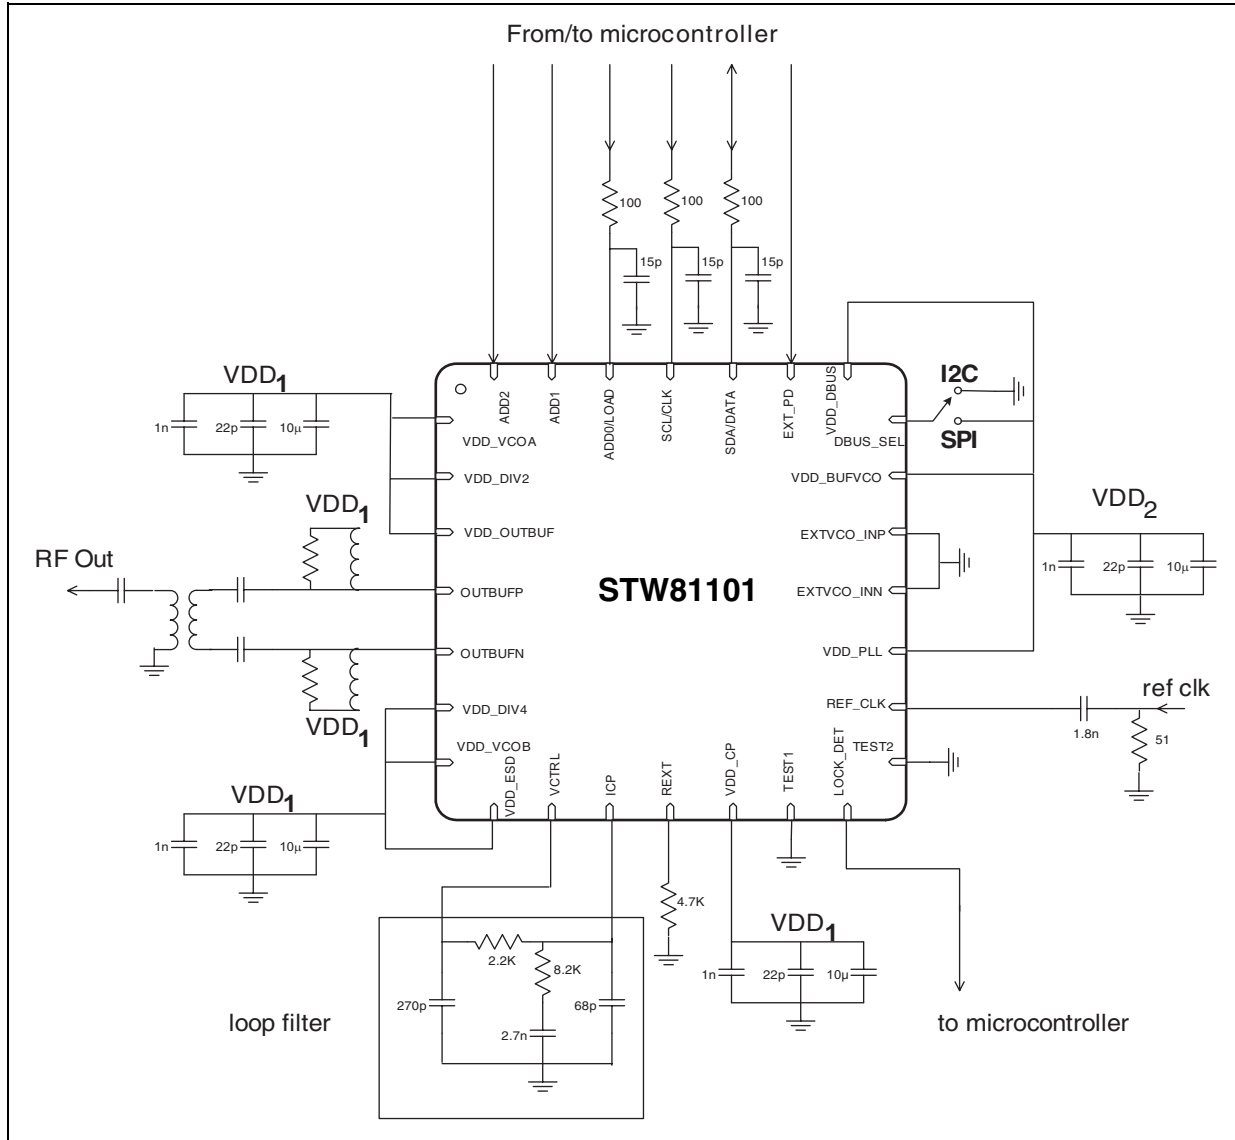 From/to microcontroller
100
100
100
15p
15p
15p
VDD1
1n
22p
10µ
ADD2
ADD1
ADD0/LOAD
SCL/CLK
SDA/DATA
EXT_PD
VDD_DBUS
I2C
SPI
DBUS_SEL
VDD_VCOA
VDD_DIV2
VDD_OUTBUF
VDD_BUFVCO
EXTVCO_INP
EXTVCO_INN
VDD_PLL
VDD2
1n
22p
10µ
VDD1
RF Out
OUTBUFP
STW81101
OUTBUFN
VDD1
VDD_DIV4
VDD_VCOB
REF_CLK
TEST2
ref clk
1.8n
51
VDD_ESD
VCTRL
ICP
REXT
VDD_CP
TEST1
LOCK_DET
VDD1
1n
22p
10µ
4.7K
VDD1
1n
22p
10µ
2.2K
8.2K
270p
68p
2.7n
loop filter
to microcontroller